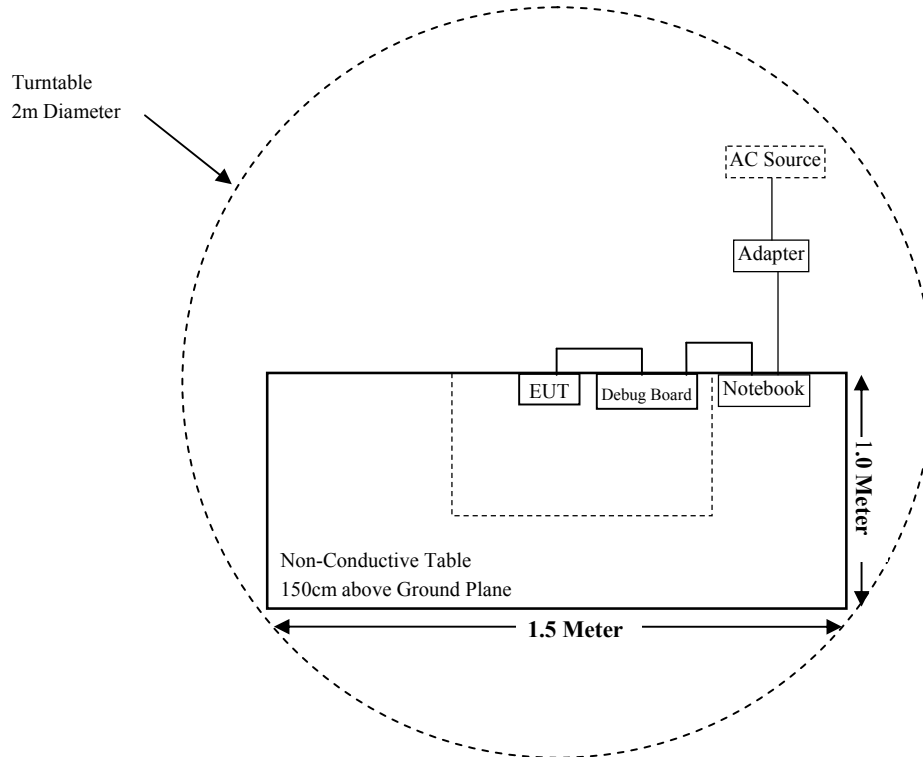 Turntable
2m Diameter
AC Source
Adapter
EUT
Debug Board
Notebook
1.0 Meter
Non-Conductive Table
150cm above Ground Plane
1.5 Meter